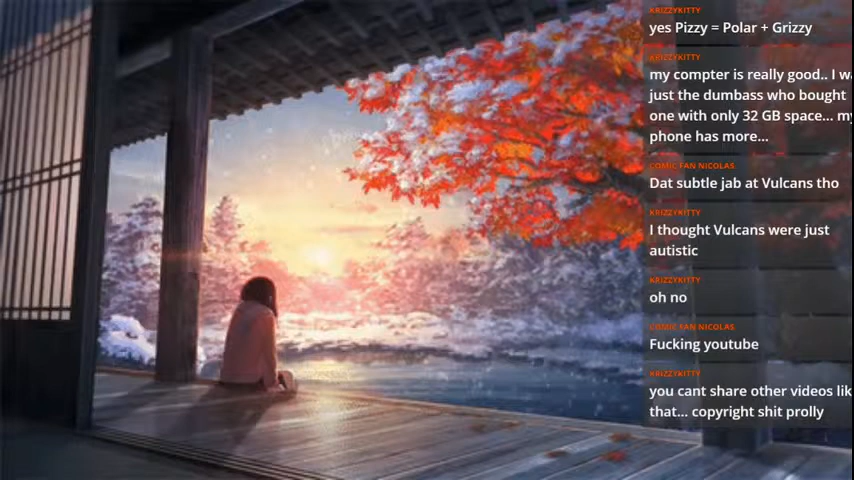 KRIZZYKITTY
yes Pizzy = Polar + Grizzy
KRIZZYKITTY
my compter is really good.. I
just the dumbass who bought
one with only 32 GB space...
phone has more...
COMIC FAN NICOLAS
Dat subtle jab at Vulcans tho
KRIZZYKITTY
I thought Vulcans were just
autistic
KRIZZYKITTY
oh no
COMIC FAN NICOLAS
Fucking youtube
KRIZZYKITTY
you cant share other videos
that... copyright shit prolly